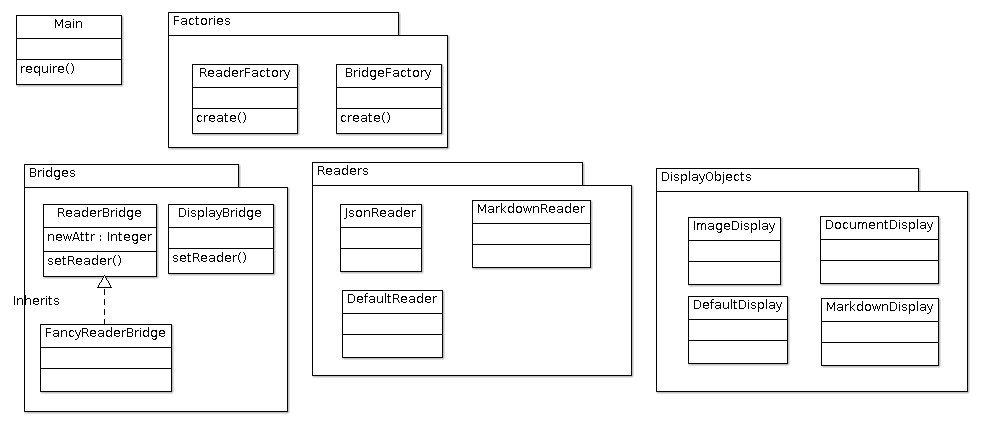 Main
require()
Factories
ReaderFactory
create()
BridgeFactory
create()
Bridges
ReaderBridge
newAttr : Integer
setReader()
DisplayBridge
setReader()
Inherits
FancyReaderBridge
Readers
JsonReader
MarkdownReader
DefaultReader
DisplayObjects
ImageDisplay
DocumentDisplay
DefaultDisplay
MarkdownDisplay